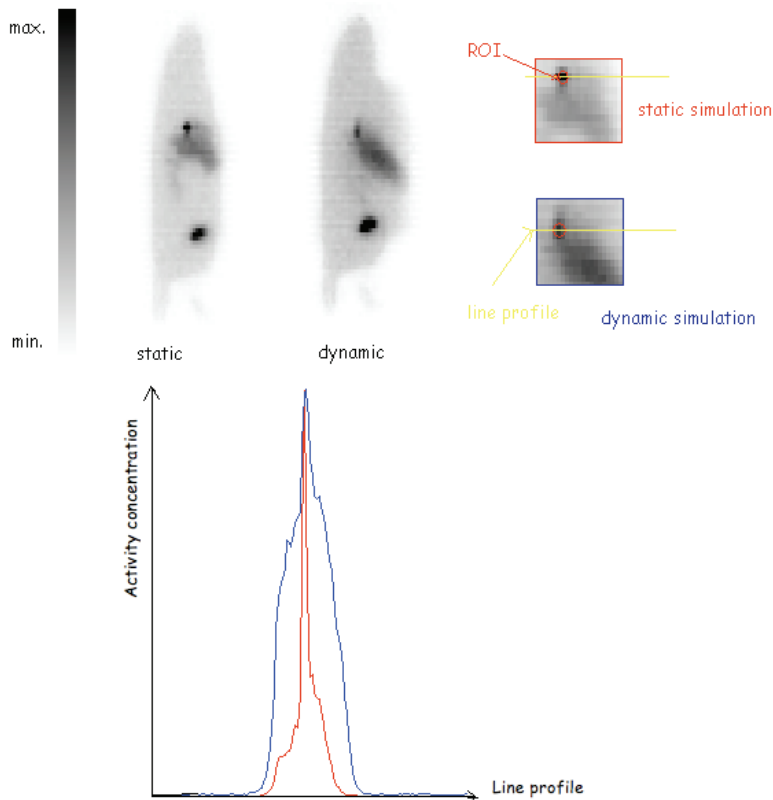 max.
min.
static
dynamic
ROI
static simulation
line profile
dynamic simulation
Activity concentration
Line profile